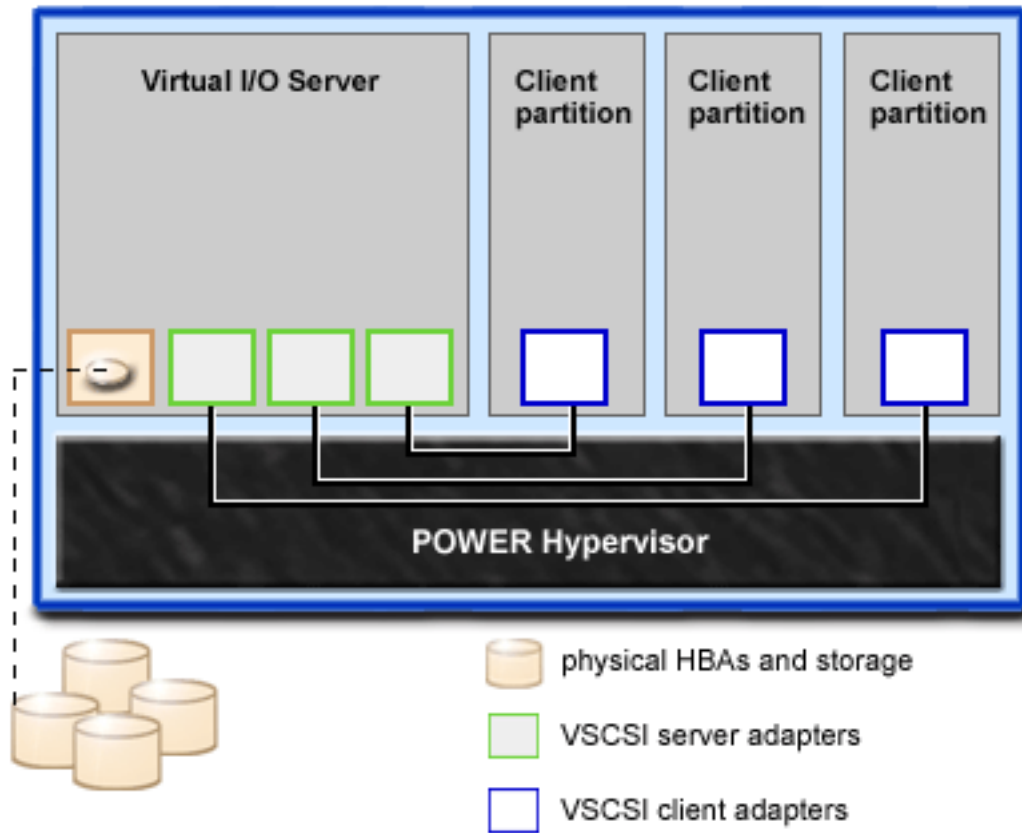 Virtual I/O Server
Client
partition
Client
partition
Client
partition
POWER Hypervisor
physical HBAs and storage
VSCSI server adapters
VSCSI client adapters